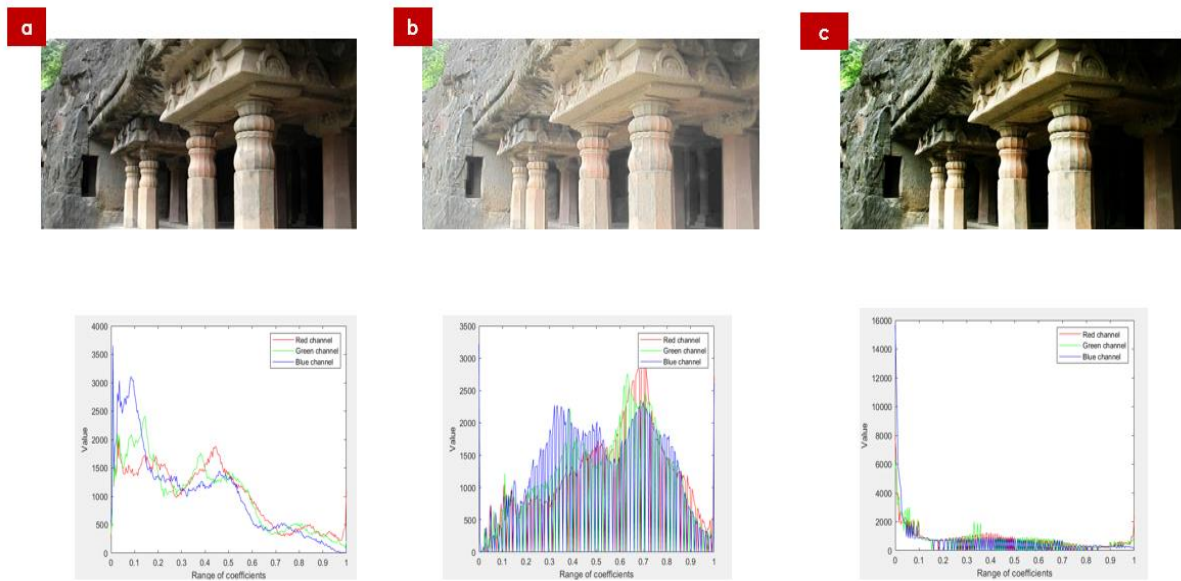 a
b
c
4000
3500
3000
2500
2000
1500
1000
500
0
Value
Red channel
Green channel
Blue channel
0 0.1 0.2 0.3 0.4 0.5 0.6 0.7 0.8 0.9 1
Range of coefficients
3500
3000
2500
2000
1500
1000
500
0
Value
Red channel
Green channel
Blue channel
0 0.1 0.2 0.3 0.4 0.5 0.6 0.7 0.8 0.9 1
Range of coefficients
16000
14000
12000
10000
8000
6000
4000
2000
0
Value
Red channel
Green channel
Blue channel
0 0.1 0.2 0.3 0.4 0.5 0.6 0.7 0.8 0.9 1
Range of coefficients